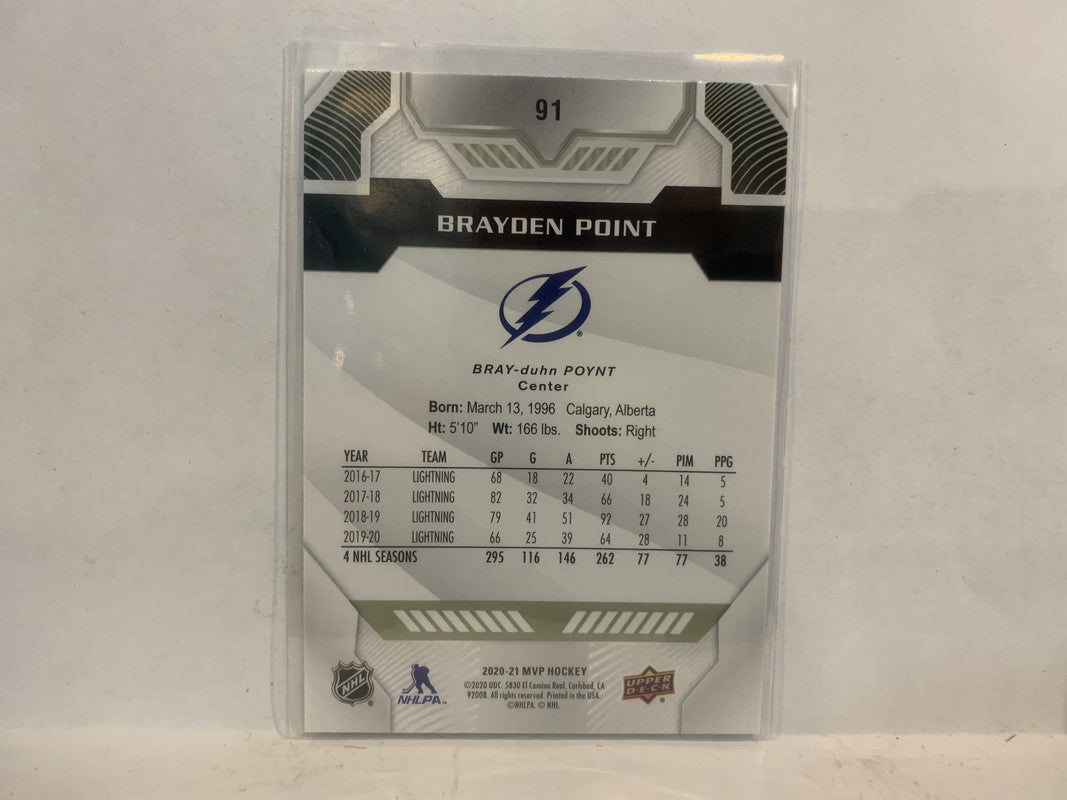 91
BRAYDEN POINT
®
BRAY-duhn POYNT
Center
Born: March 13, 1996 Calgary, Alberta
Ht: 5'10" Wt: 166 lbs. Shoots: Right
YEAR TEAM GP G A PTS +/- PIM PPG
2016-17 LIGHTNING 68 18 22 40 4 14 5
2017-18 LIGHTNING 82 32 34 66 18 24 5
2018-19 LIGHTNING 79 41 51 92 27 28 20
2019-20 LIGHTNING 66 25 39 64 28 11 8
4 NHL SEASONS 295 116 146 262 77 77 38
2020-21 MVP HOCKEY
©2020 UDC. 5830 El Camino Real, Carlsbad, CA
92008. All rights reserved. Printed in the USA.
©NHLPA. © NHL.
NHL ®
NHLPA™
UPPER DECK ®